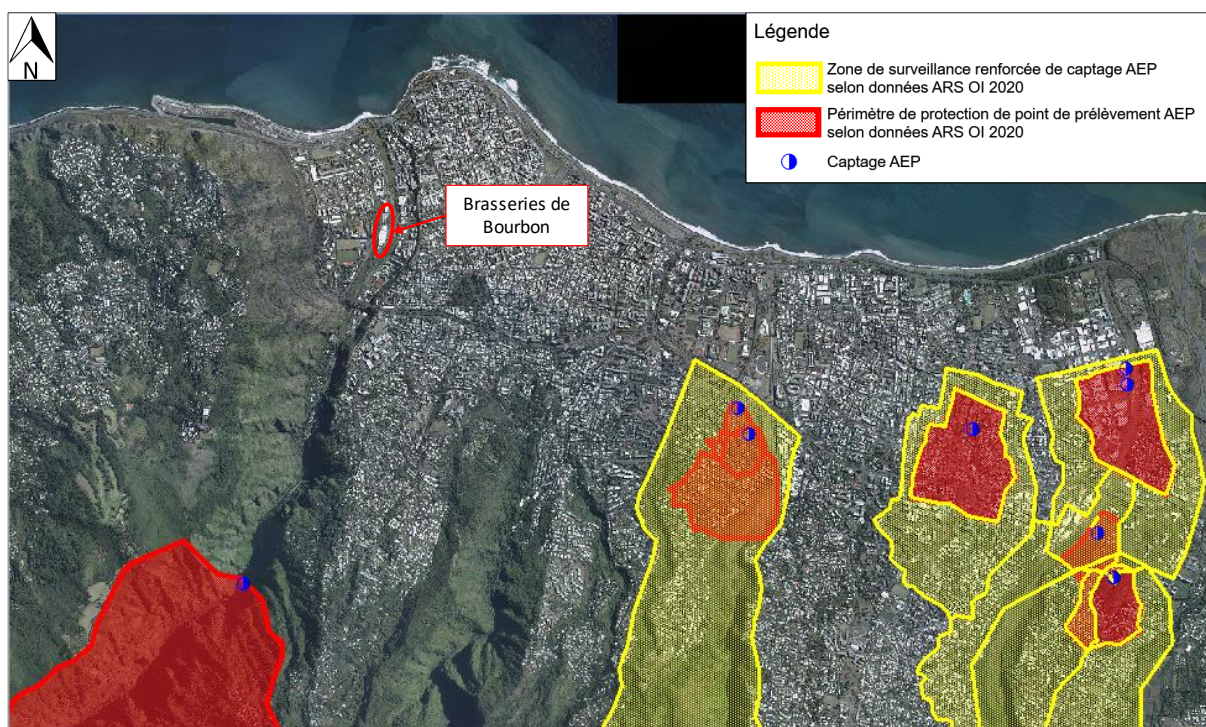 N
Légende
Zone de surveillance renforcée de captage AEP
selon données ARS OI 2020
Périmètre de protection de point de prélèvement AEP
selon données ARS OI 2020
Captage AEP
Brasseries de
Bourbon